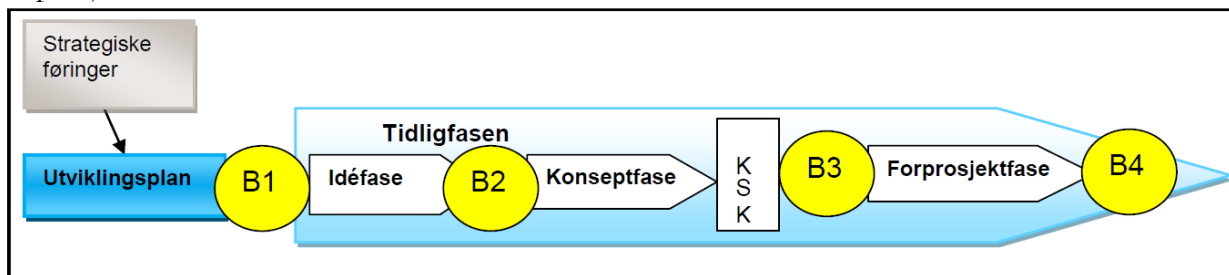 Strategiske
føringer
Tidligfasen
Utviklingsplan
B1
Idéfase
B2
Konseptfase
K
S
K
B3
Forprosjektfase
B4